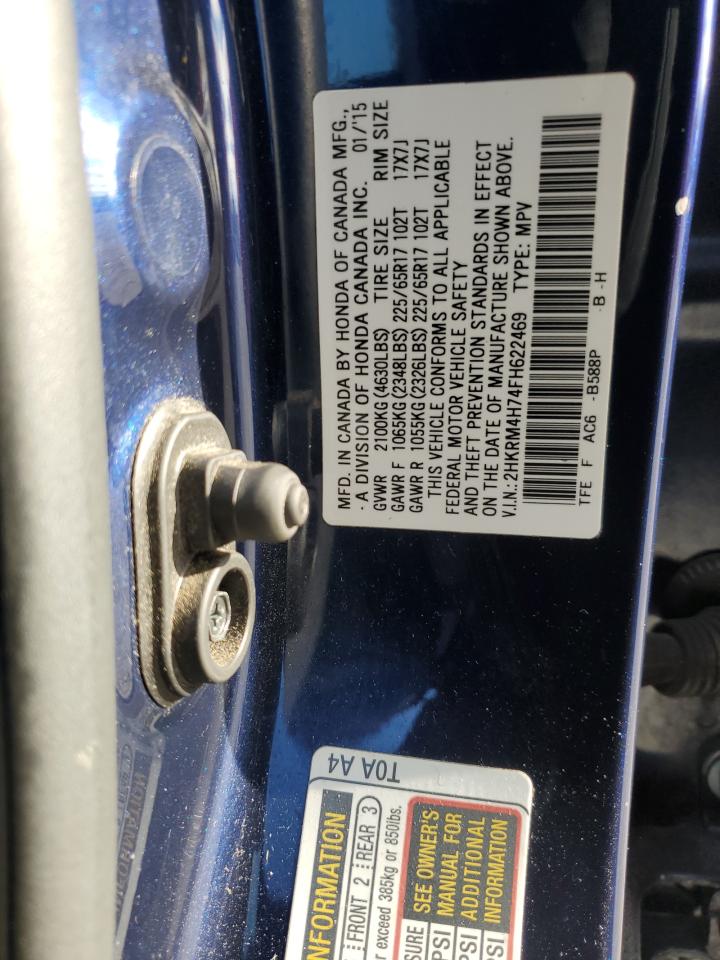 MFD. IN CANADA BY HONDA OF CANADA MFG.,
·A DIVISION OF HONDA CANADA INC. 01/'15
GVWR 2100KG(4630LBS) TIRE SIZE RIM SIZE
GAWR F 1065KG(2348LBS) 225/65R17 102T 17X7J
GAWR R 1055KG(2326LBS) 225/65R17 102T 17X7J
THIS VEHICLE CONFORMS TO ALL APPLICABLE
FEDERAL MOTOR VEHICLE SAFETY
AND THEFT PREVENTION STANDARDS IN EFFECT
ON THE DATE OF MANUFACTURE SHOWN ABOVE.
V.I.N.:2HKRM4H74FH622469 TYPE: MPV
TFE F AC6 -B588P ·B -H
T0A A4
NFORMATION
FRONT 2 REAR 3
r exceed 385kg or 850lbs.
SURE
PSI
PSI
PSI
SEE OWNER'S
MANUAL FOR
ADDITIONAL
INFORMATION